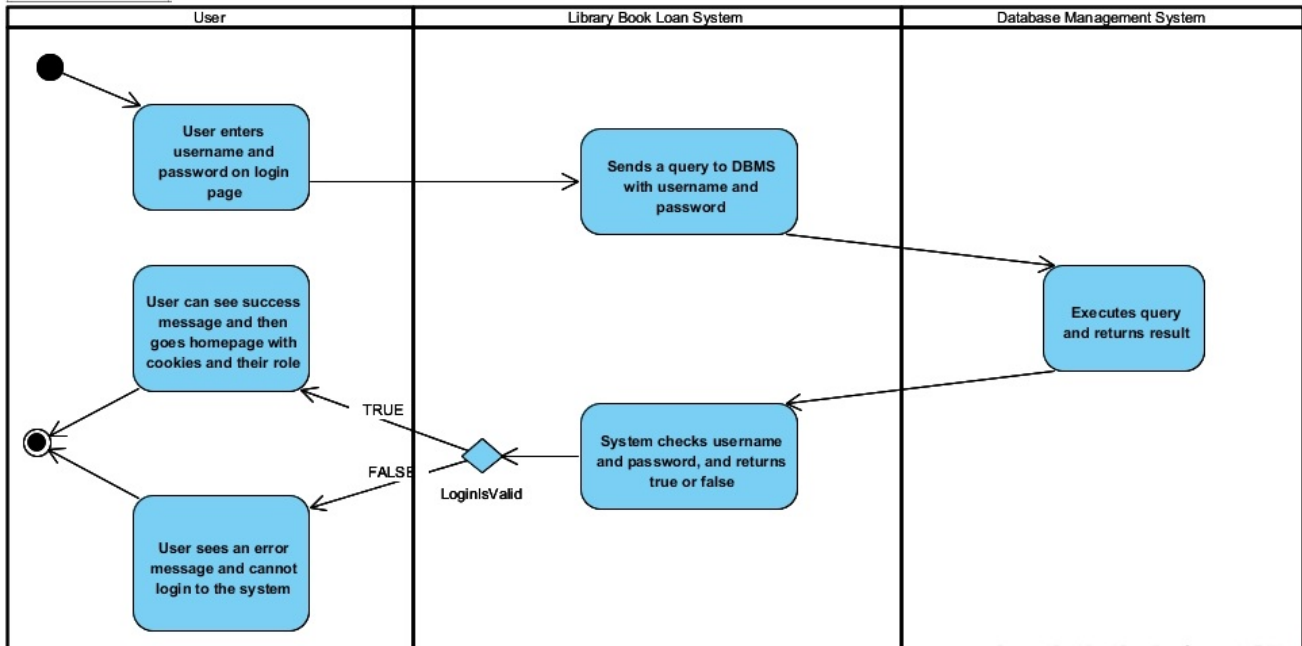 User
Library Book Loan System
Database Management System
User enters
username and
password on login
page
Sends a query to DBMS
with username and
password
Executes query
and returns result
User can see success
message and then
goes homepage with
cookies and their role
System checks username
and password, and returns
true or false
TRUE
FALSE
LoginIsValid
User sees an error
message and cannot
login to the system